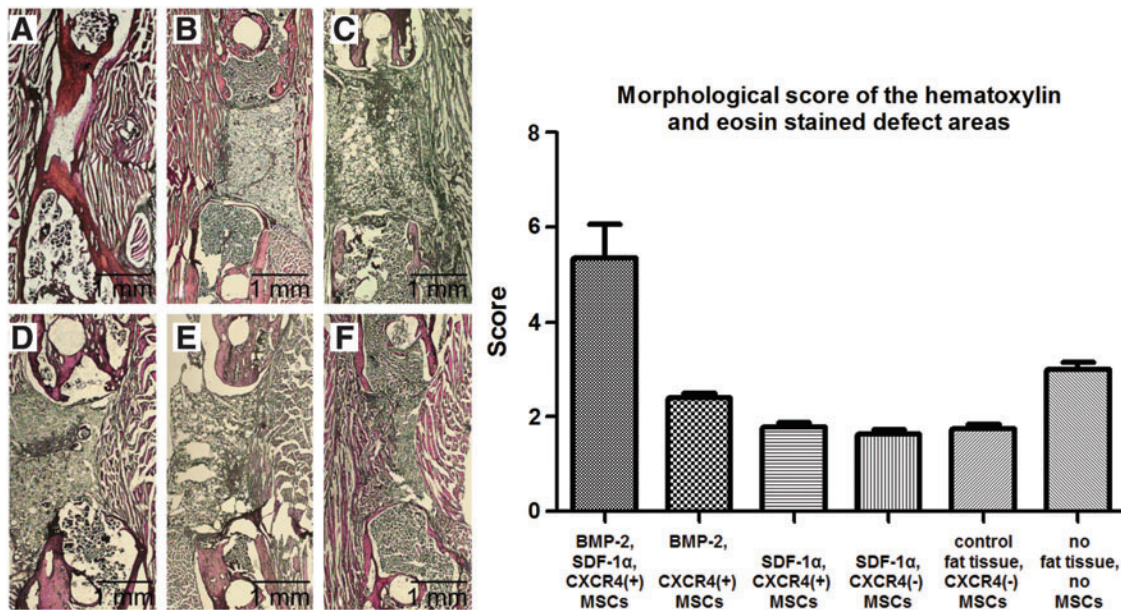 A
B
C
1 mm
1 mm
1 mm
D
E
F
1 mm
1 mm
1 mm
Morphological score of the hematoxylin
and eosin stained defect areas
Score
8
6
4
2
0
BMP-2,
SDF-1α,
CXCR4(+)
MSCs
BMP-2,
CXCR4(+)
MSCs
SDF-1α,
CXCR4(+)
MSCs
SDF-1α,
CXCR4(-)
MSCs
control
fat tissue,
CXCR4(-)
MSCs
no
fat tissue,
no
MSCs